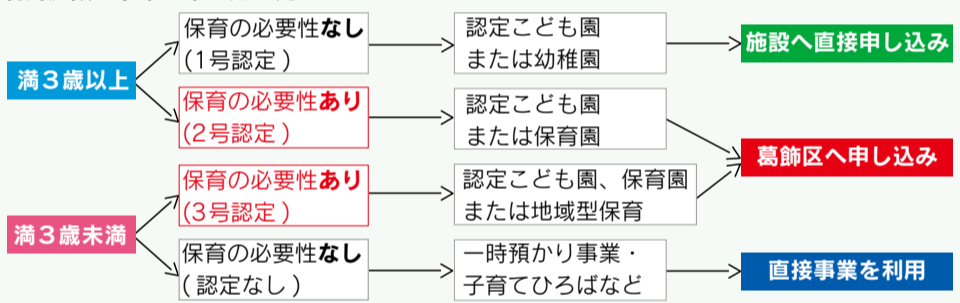 満３歳以上
保育の必要性なし
(1号認定 )
認定こども園
または幼稚園
施設へ直接申し込み
保育の必要性あり
(2号認定 )
認定こども園
または保育園
葛飾区へ申し込み
満３歳未満
保育の必要性あり
(3号認定 )
認定こども園、保育園
または地域型保育
保育の必要性なし
( 認定なし )
一時預かり事業・
子育てひろばなど
直接事業を利用